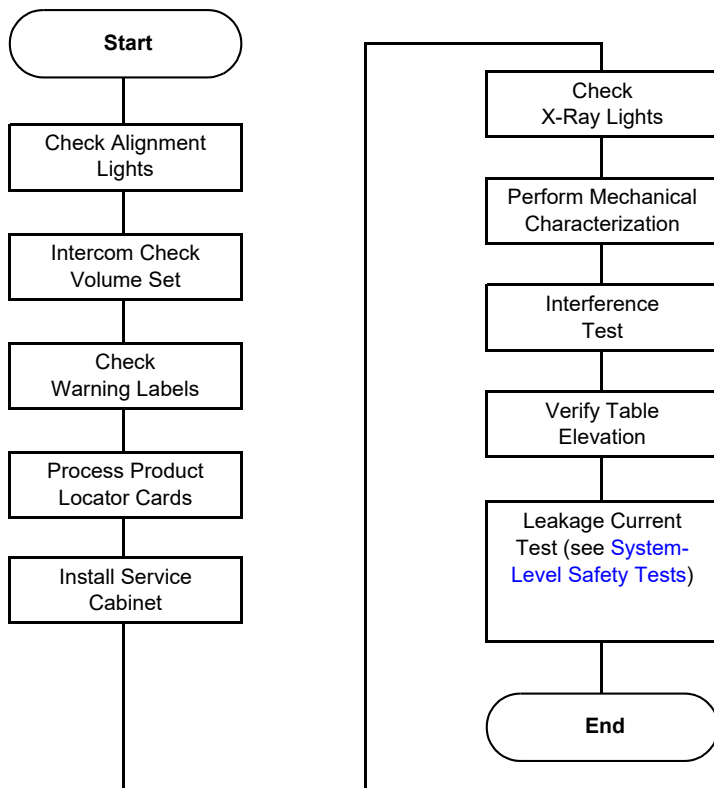 Start
Check Alignment
Lights
Intercom Check
Volume Set
Check
Warning Labels
Process Product
Locator Cards
Install Service
Cabinet
Check
X-Ray Lights
Perform Mechanical
Characterization
Interference
Test
Verify Table
Elevation
Leakage Current
Test (see System-
Level Safety Tests)
End